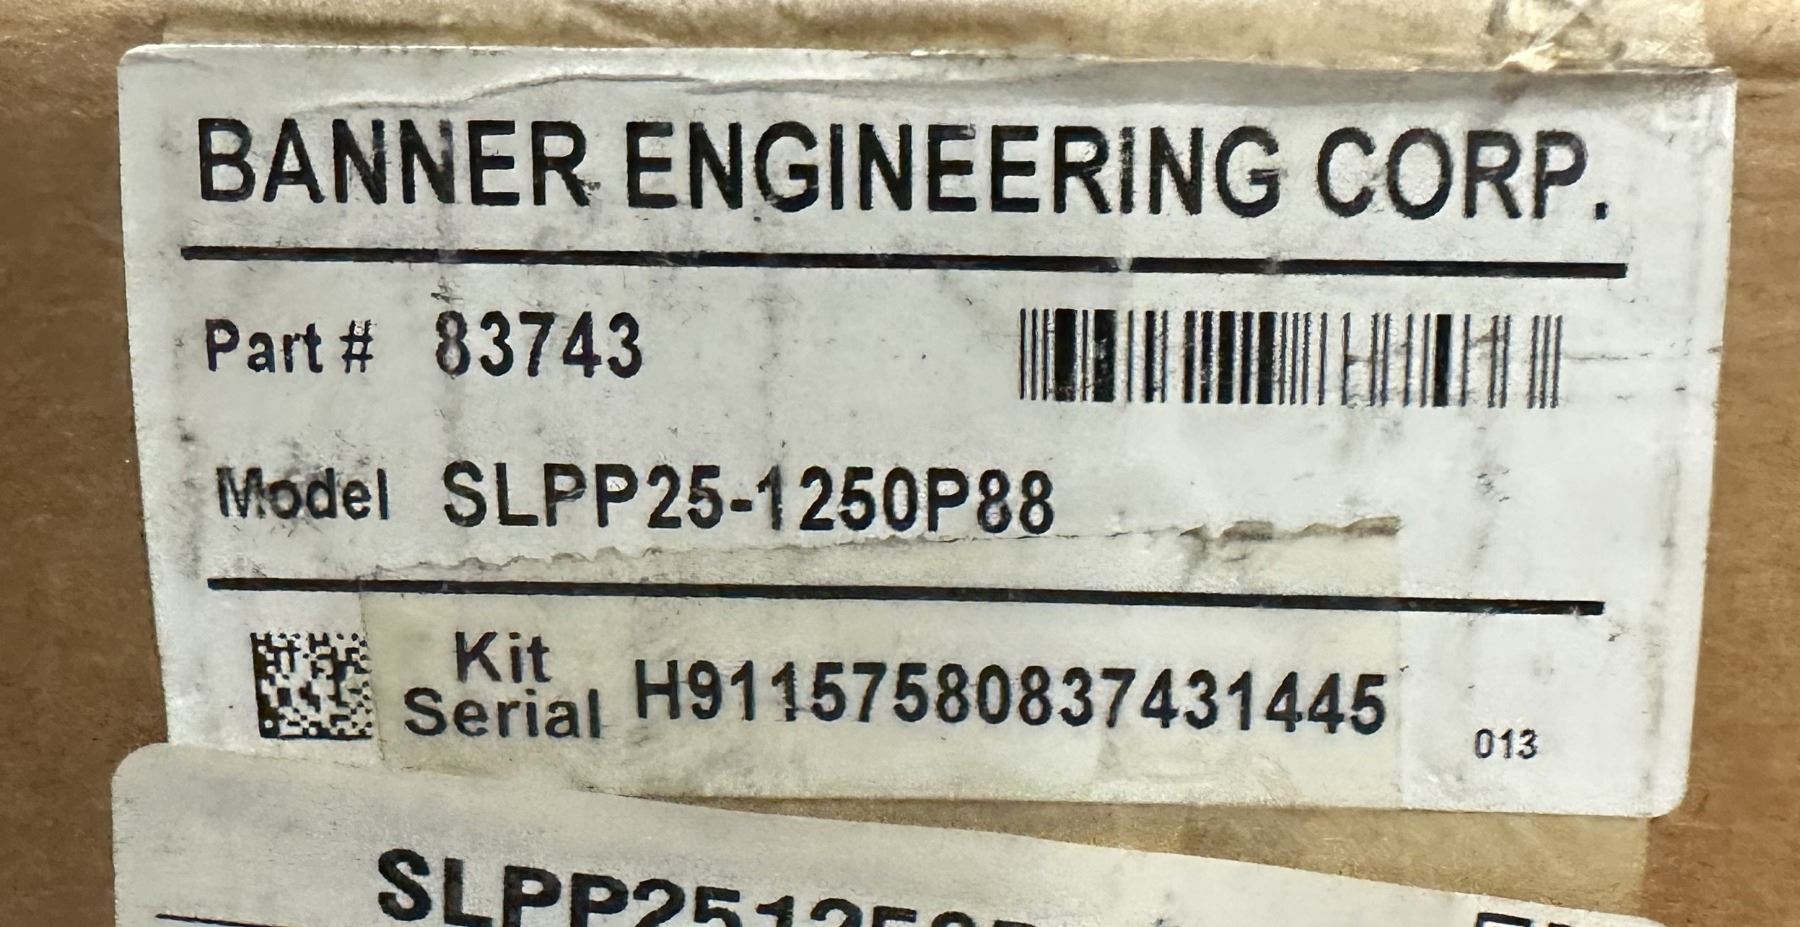 BANNER ENGINEERING CORP.
Part # 83743
Model SLPP25-1250P88
Kit Serial H91157580837431445
013